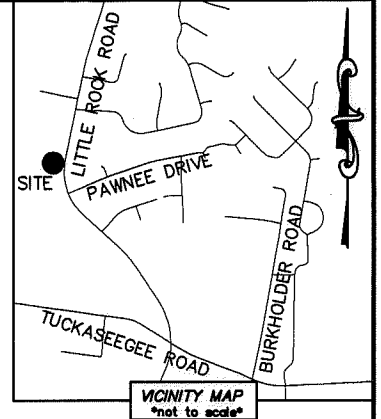 LITTLE ROCK ROAD
SITE
PAWNEE DRIVE
BURKHOLDER ROAD
TUCKASEEGEE ROAD
VICINITY MAP
*not to scale*